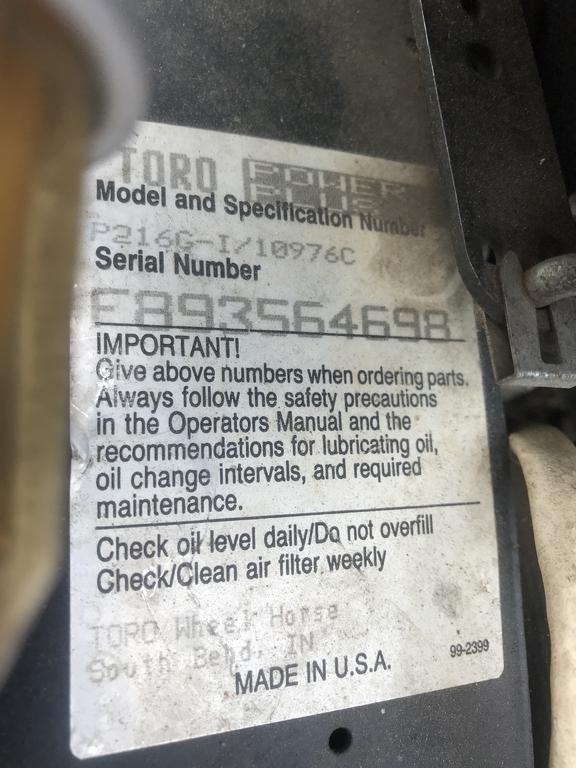 TORO POWER PLUS
Model and Specification Number
P216G-I/10976C
Serial Number
E893564698
IMPORTANT!
Give above numbers when ordering parts.
Always follow the safety precautions
in the Operators Manual and the
recommendations for lubricating oil,
oil change intervals, and required
maintenance.
Check oil level daily/Do not overfill
Check/Clean air filter weekly
TORO Wheel Horse
South Bend, IN
MADE IN U.S.A.
99-2399